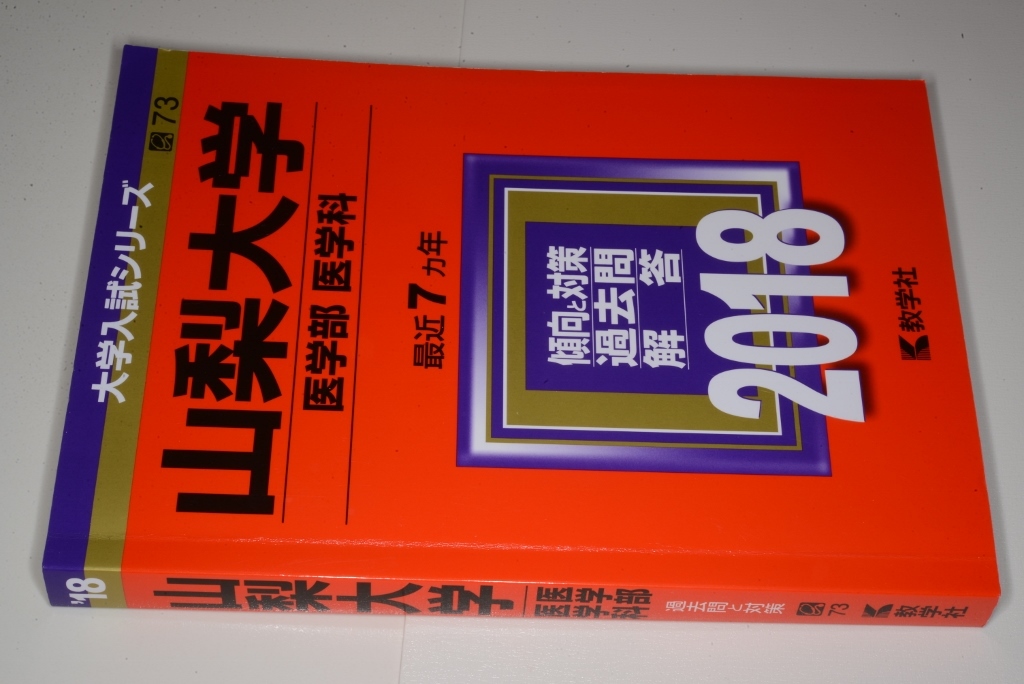 大学入試シリーズ
73
山梨大学
医学部 医学科
最近7ヵ年
傾向と対策
過去問
解答
2018
教学社
'18
山梨大学
医学部
医学科
過去問と対策
73
教学社